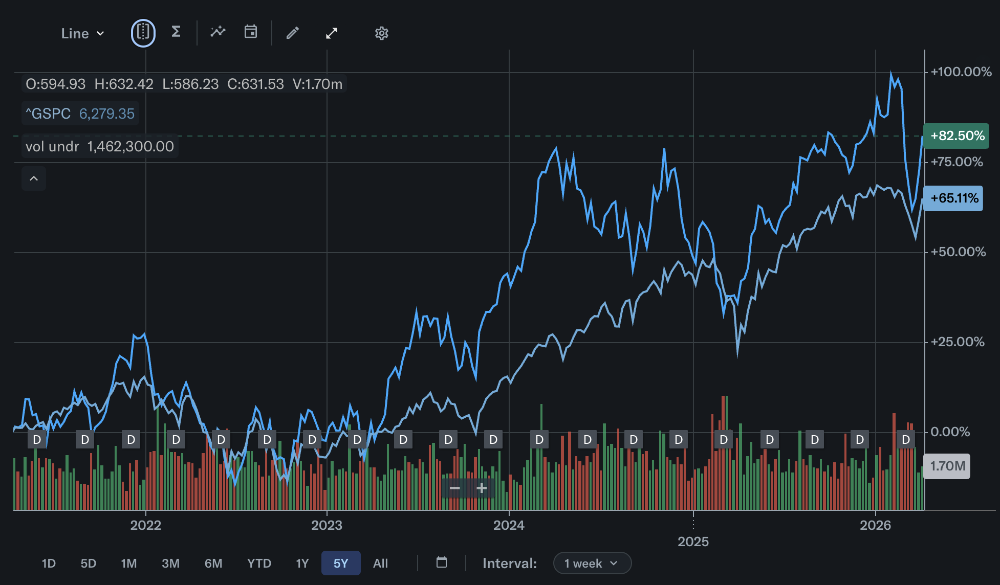 Line
O:594.93 H:632.42 L:586.23 C:631.53 V:1.70m
^GSPC 6,279.35
vol undr 1,462,300.00
+100.00%
+82.50%
+75.00%
+65.11%
+50.00%
+25.00%
0.00%
D D D D D D D D D D D D D D D D D D D D
1.70M
2022 2023 2024 2025 2026
1D 5D 1M 3M 6M YTD 1Y 5Y All Interval: 1 week